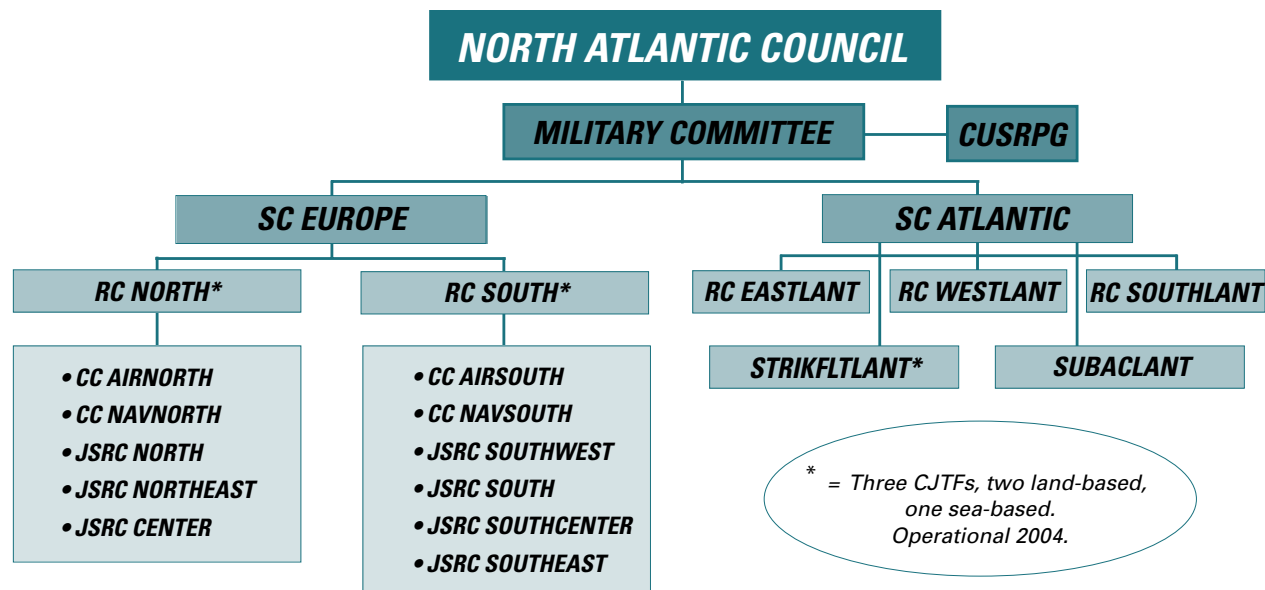 NORTH ATLANTIC COUNCIL
MILITARY COMMITTEE
CUSRPG
SC EUROPE
SC ATLANTIC
RC NORTH*
RC SOUTH*
RC EASTLANT
RC WESTLANT
RC SOUTHLANT
STRIKFLTLANT*
SUBACLANT
• CC AIRNORTH
• CC NAVNORTH
• JSRC NORTH
• JSRC NORTHEAST
• JSRC CENTER
• CC AIRSOUTH
• CC NAVSOUTH
• JSRC SOUTHWEST
• JSRC SOUTH
• JSRC SOUTHCENTER
• JSRC SOUTHEAST
* = Three CJTFs, two land-based,
one sea-based.
Operational 2004.